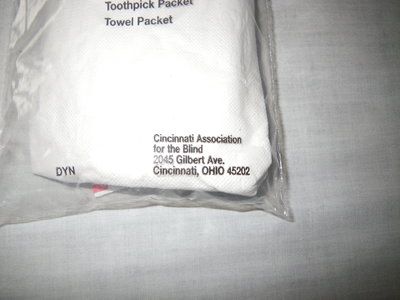 Toothpick Packet
Towel Packet
Cincinnati Association
for the Blind
2045 Gilbert Ave.
DYN
Cincinnati, OHIO 45202